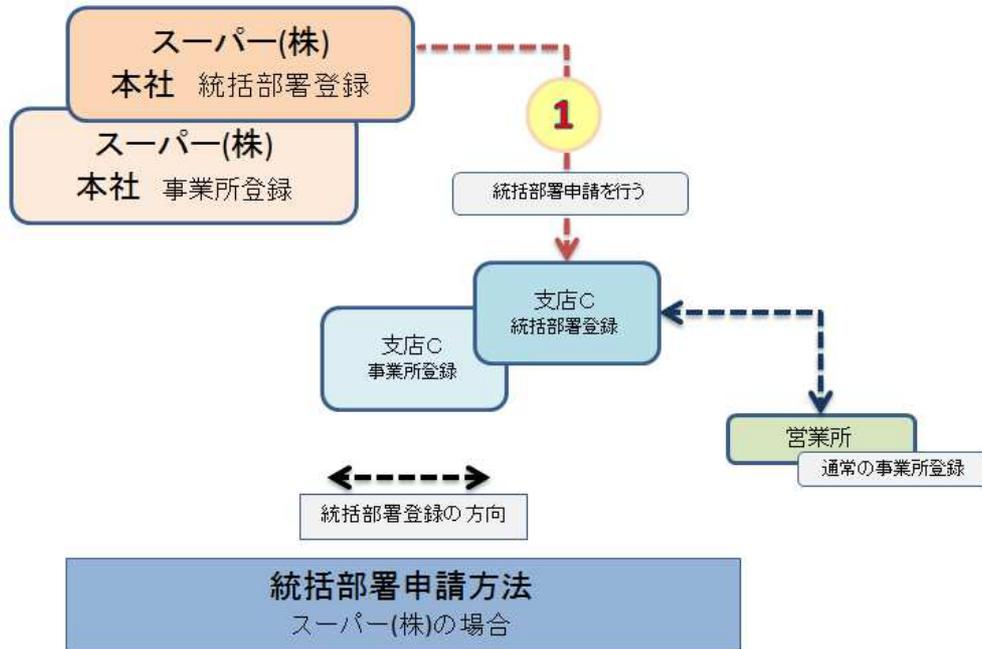 スーパー(株)
本社 統括部署登録
スーパー(株)
本社 事業所登録
1
統括部署申請を行う
支店C
統括部署登録
支店C
事業所登録
営業所
通常の事業所登録
統括部署登録の方向
統括部署申請方法
スーパー(株)の場合